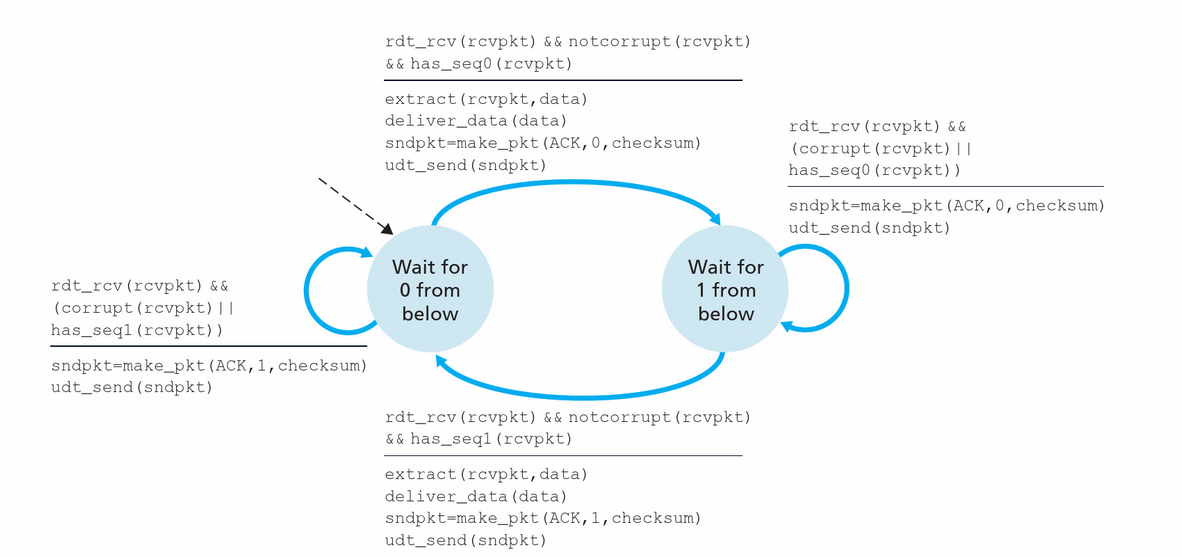 rdt_rcv(rcvpkt) && notcorrupt(rcvpkt)
&& has_seq0(rcvpkt)
extract(rcvpkt,data)
deliver_data(data)
sndpkt=make_pkt(ACK,0,checksum)
udt_send(sndpkt)
rdt_rcv(rcvpkt) &&
(corrupt(rcvpkt)||
has_seq0(rcvpkt))
sndpkt=make_pkt(ACK,0,checksum)
udt_send(sndpkt)
Wait for
0 from
below
Wait for
1 from
below
rdt_rcv(rcvpkt) &&
(corrupt(rcvpkt)||
has_seq1(rcvpkt))
sndpkt=make_pkt(ACK,1,checksum)
udt_send(sndpkt)
rdt_rcv(rcvpkt) && notcorrupt(rcvpkt)
&& has_seq1(rcvpkt)
extract(rcvpkt,data)
deliver_data(data)
sndpkt=make_pkt(ACK,1,checksum)
udt_send(sndpkt)